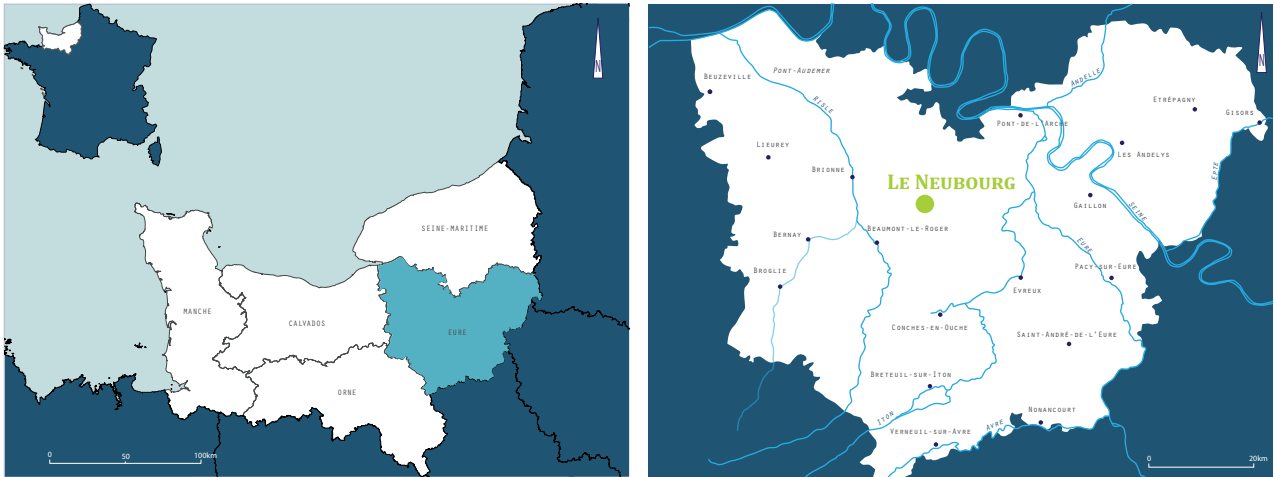 N
SEINE-MARITIME
MANCHE
CALVADOS
EURE
ORNE
0 50 100km
N
PONT-AUDEMER
BEUZEVILLE
ANDELLE
RISLE
ETRÉPAGNY
GISORS
PONT-DE-L'ARCHE
LIEUREY
LES ANDELYS
BRIONNE
EPTE
LE NEUBOURG
GAILLON
SEINE
BERNAY
BEAUMONT-LE-ROGER
EURE
BROGLIE
PACY-SUR-EURE
EVREUX
CONCHES-EN-OUCHE
SAINT-ANDRÉ-DE-L'EURE
BRETEUIL-SUR-ITON
ITON
NONANCOURT
AVRE
VERNEUIL-SUR-AVRE
0 20km